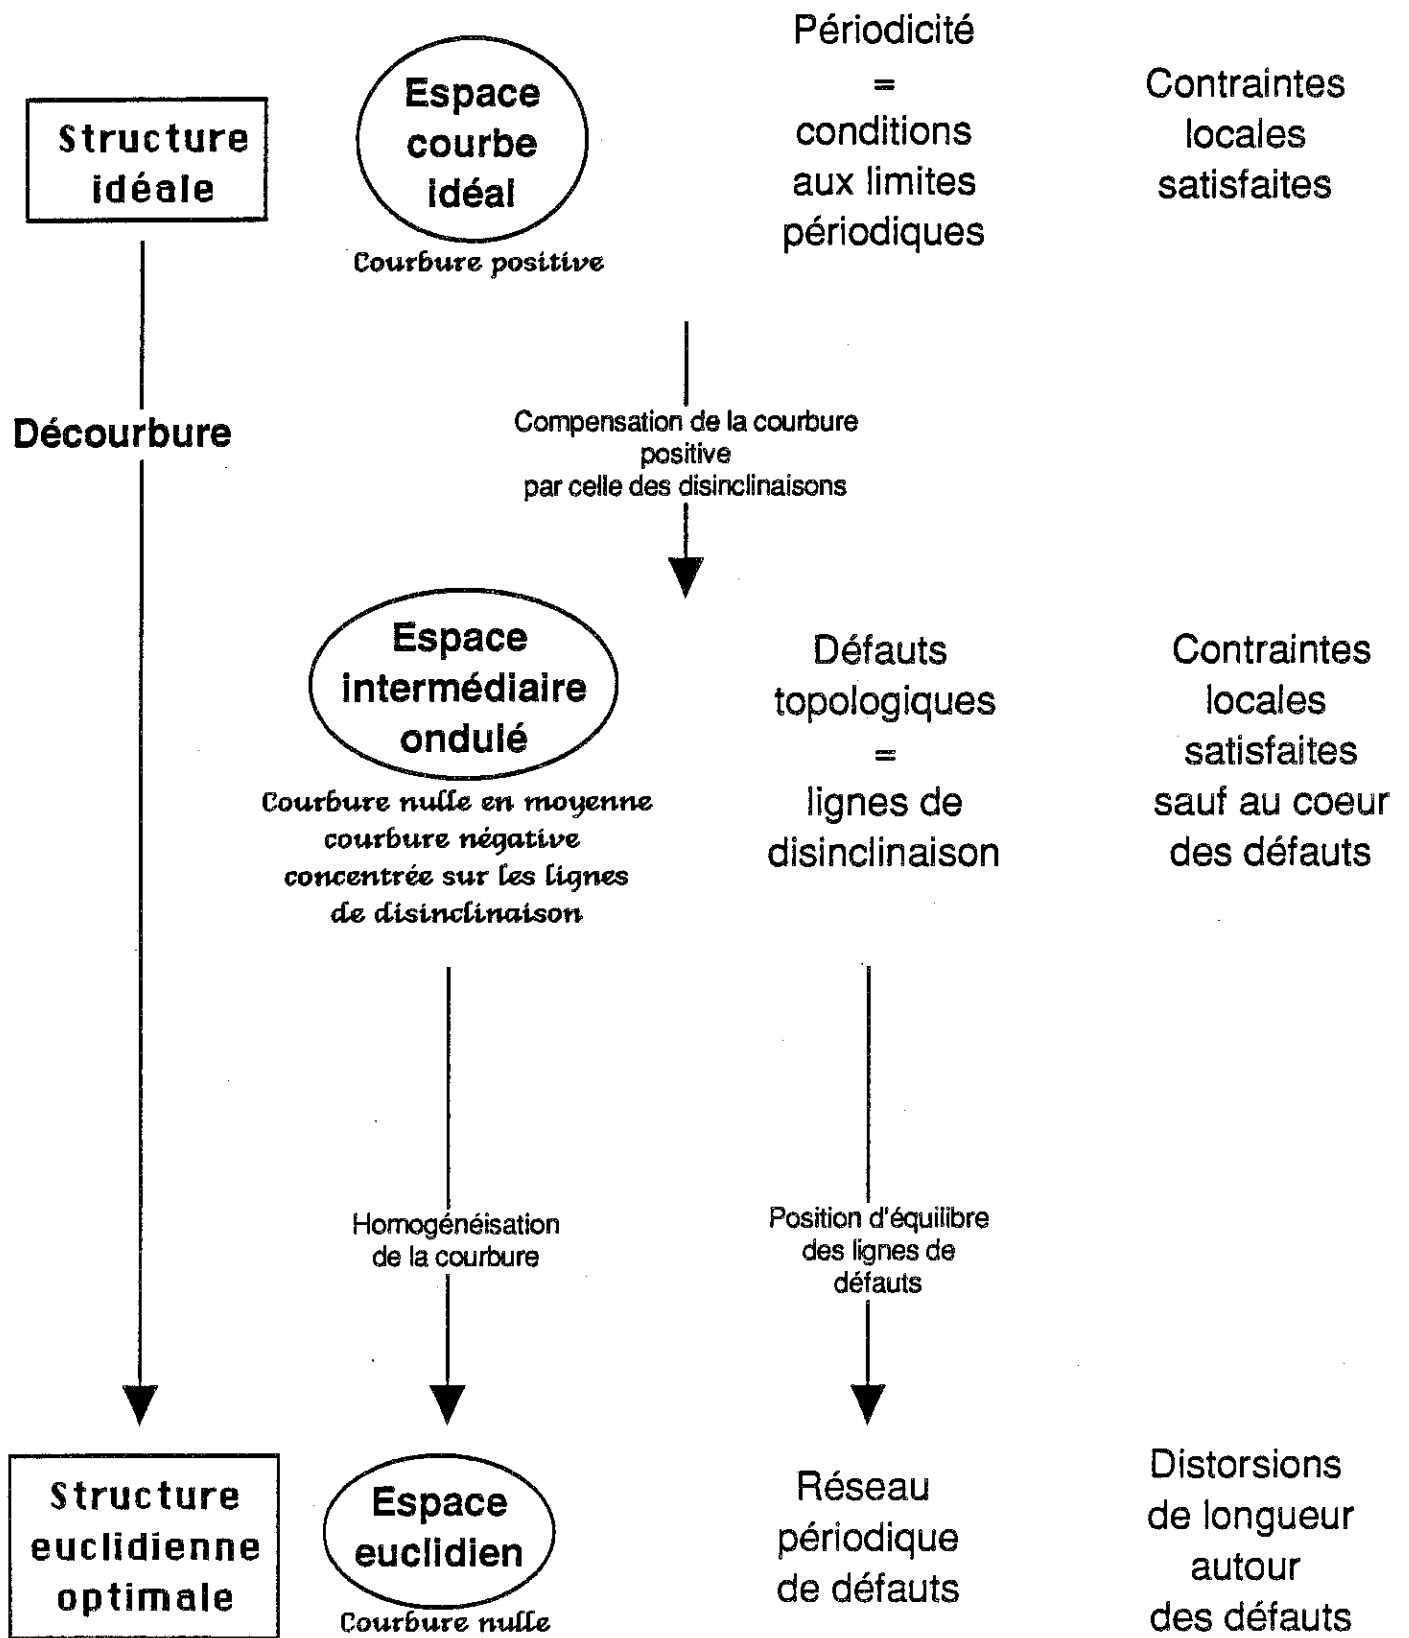 Structure
idéale
Espace
courbe
idéal
Courbure positive
Périodicité
=
conditions
aux limites
périodiques
Contraintes
locales
satisfaites
Décourbure
Compensation de la courbure
positive
par celle des disinclinaisons
Espace
intermédiaire
ondulé
Courbure nulle en moyenne
courbure négative
concentrée sur les lignes
de disinclinaison
Défauts
topologiques
=
lignes de
disinclinaison
Contraintes
locales
satisfaites
sauf au coeur
des défauts
Homogénéisation
de la courbure
Position d'équilibre
des lignes de
défauts
Structure
euclidienne
optimale
Espace
euclidien
Courbure nulle
Réseau
périodique
de défauts
Distorsions
de longueur
autour
des défauts